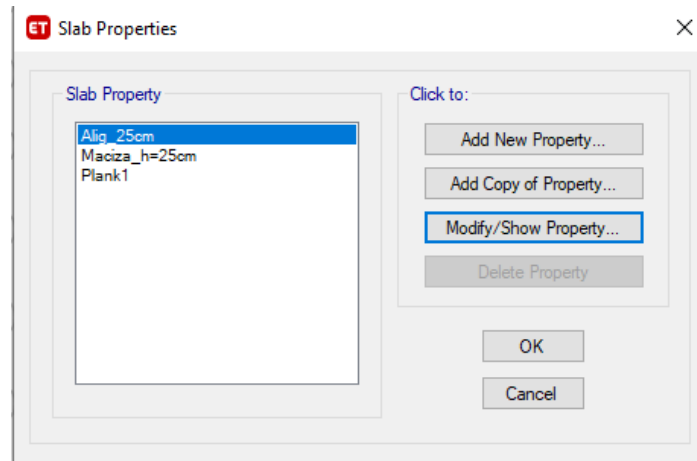 ET Slab Properties
Slab Property
Alig_25cm
Maciza_h=25cm
Plank1
Click to:
Add New Property...
Add Copy of Property...
Modify/Show Property...
Delete Property
OK
Cancel